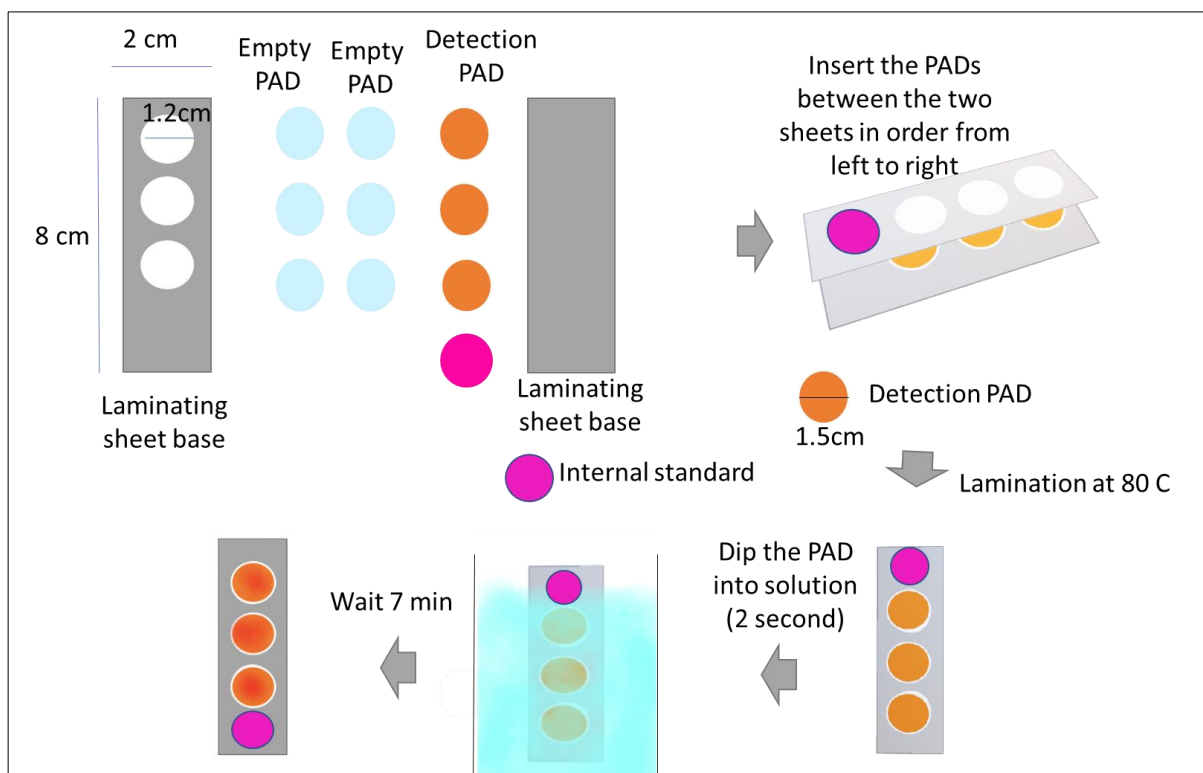 2 cm
Empty
PAD
Empty
PAD
Detection
PAD
1.2cm
8 cm
Laminating
sheet base
Laminating
sheet base
Internal standard
Insert the PADs
between the two
sheets in order from
left to right
Detection PAD
1.5cm
Lamination at 80 C
Dip the PAD
into solution
(2 second)
Wait 7 min